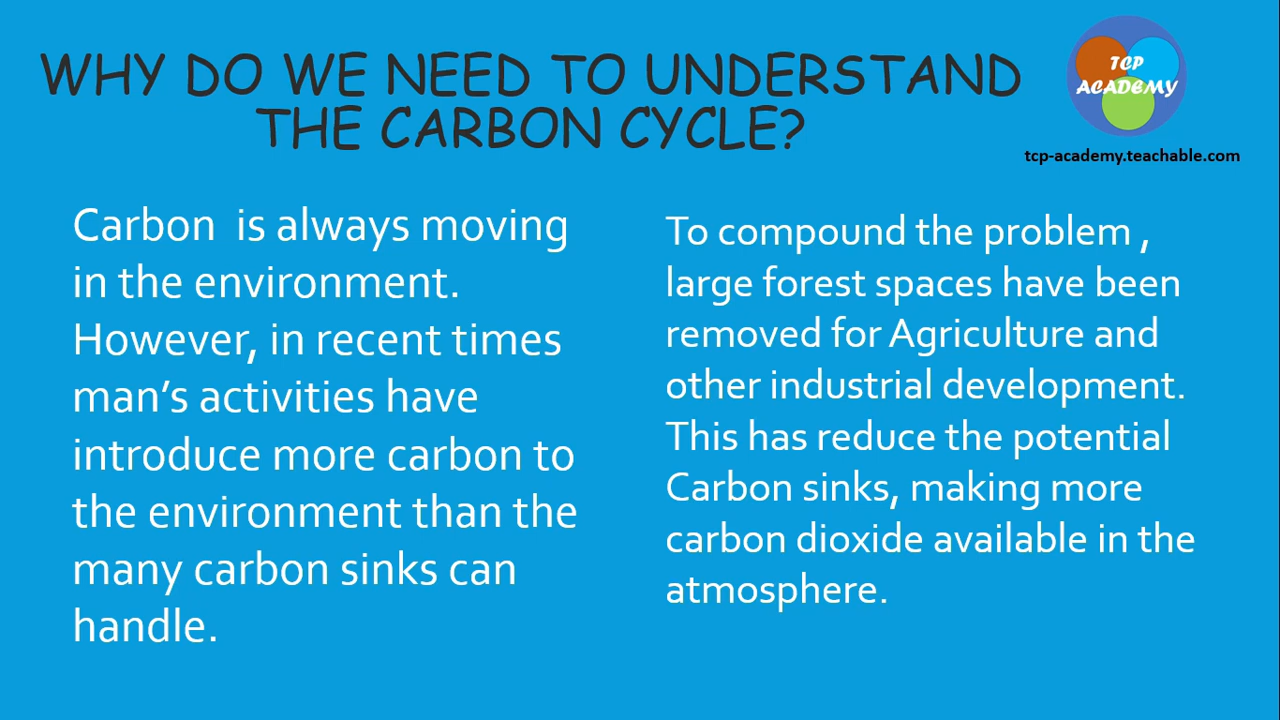 WHY DO WE NEED TO UNDERSTAND
THE CARBON CYCLE?
TCP
ACADEMY
tcp-academy.teachable.com
Carbon  is always moving
in the environment.
However, in recent times
man’s activities have
introduce more carbon to
the environment than the
many carbon sinks can
handle.
To compound the problem ,
large forest spaces have been
removed for Agriculture and
other industrial development.
This has reduce the potential
Carbon sinks, making more
carbon dioxide available in the
atmosphere.